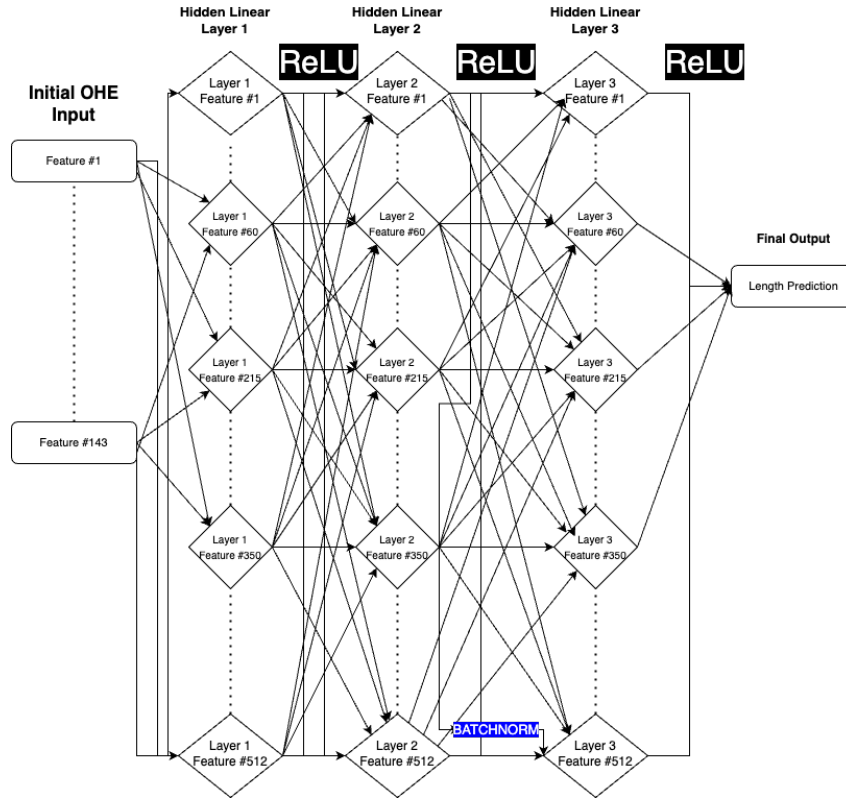 Hidden Linear
Layer 1
Hidden Linear
Layer 2
Hidden Linear
Layer 3
ReLU
ReLU
ReLU
Initial OHE
Input
Layer 1
Feature #1
Layer 2
Feature #1
Layer 3
Feature #1
Feature #1
Layer 1
Feature #60
Layer 2
Feature #60
Layer 3
Feature #60
Final Output
Length Prediction
Layer 1
Feature #215
Layer 2
Feature #215
Layer 3
Feature #215
Feature #143
Layer 1
Feature #350
Layer 2
Feature #350
Layer 3
Feature #350
BATCHNORM
Layer 1
Feature #512
Layer 2
Feature #512
Layer 3
Feature #512